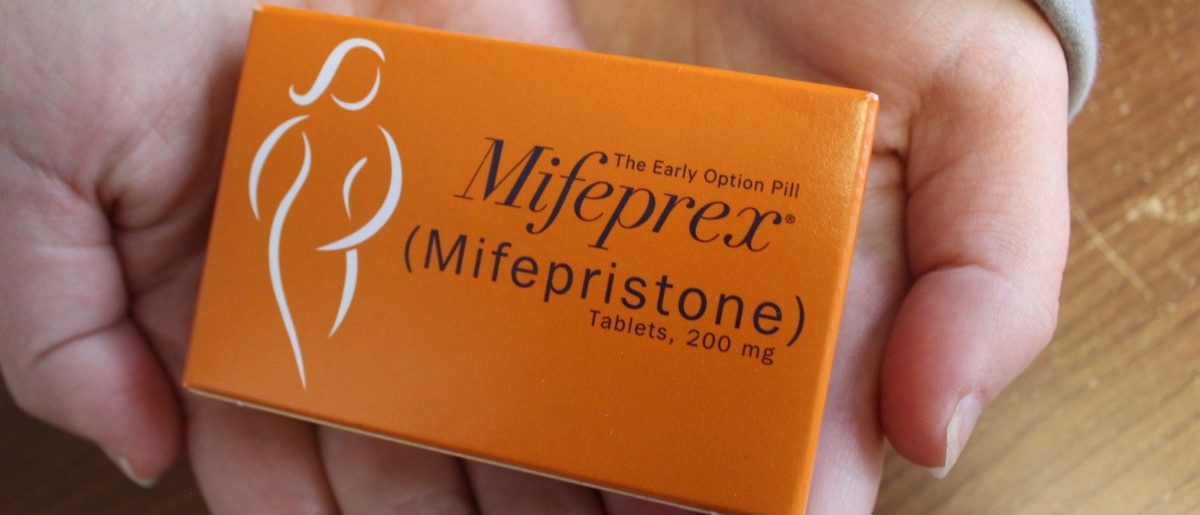 The Early Option Pill
Mifeprex®
(Mifepristone)
Tablets, 200 mg